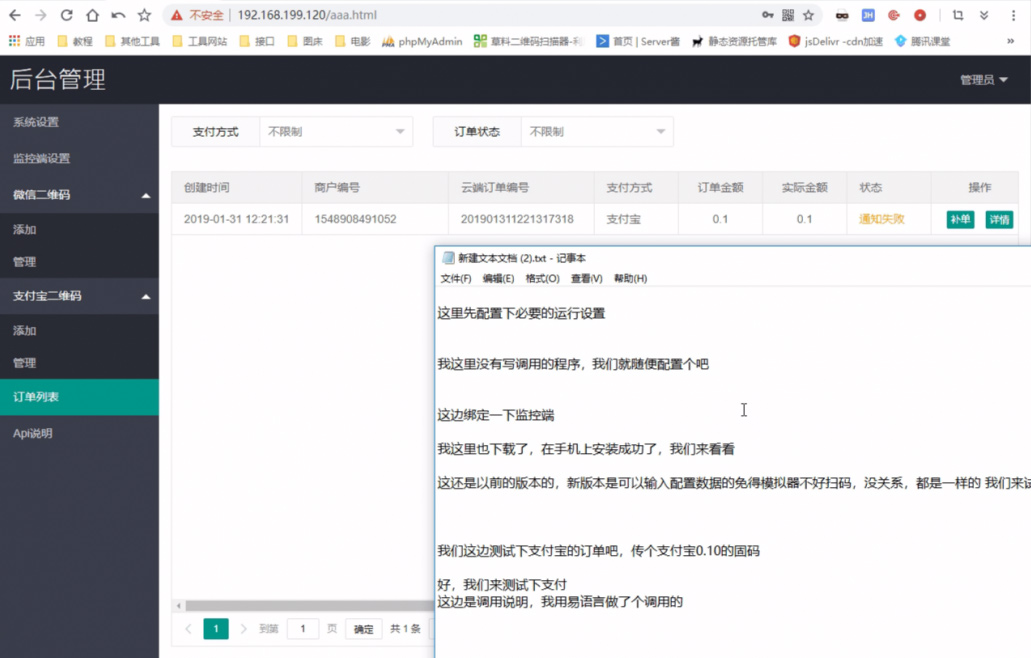 不安全 192.168.199.120/aaa.html
应用 教程 其他工具 工具网站 接口 图床 电影 phpMyAdmin 草料二维码扫描器-利 首页 | Server酱 静态资源托管库 jsDelivr -cdn加速 腾讯课堂 »
后台管理 管理员
系统设置
监控端设置
微信二维码
添加
管理
支付宝二维码
添加
管理
订单列表
Api说明
支付方式 不限制 订单状态 不限制
创建时间 商户编号 云端订单编号 支付方式 订单金额 实际金额 状态 操作
2019-01-31 12:21:31 1548908491052 201901311221317318 支付宝 0.1 0.1 通知失败 补单 详情
新建文本文档 (2).txt - 记事本
文件(F) 编辑(E) 格式(O) 查看(V) 帮助(H)
这里先配置下必要的运行设置
我这里没有写调用的程序，我们就随便配置个吧
这边绑定一下监控端
我这里也下载了，在手机上安装成功了，我们来看看
这还是以前的版本的，新版本是可以输入配置数据的免得模拟器不好扫码，没关系，都是一样的 我们来试
我们这边测试下支付宝的订单吧，传个支付宝0.10的固码
好，我们来测试下支付
这边是调用说明，我用易语言做了个调用的
1 到第 1 页 确定 共 1 条